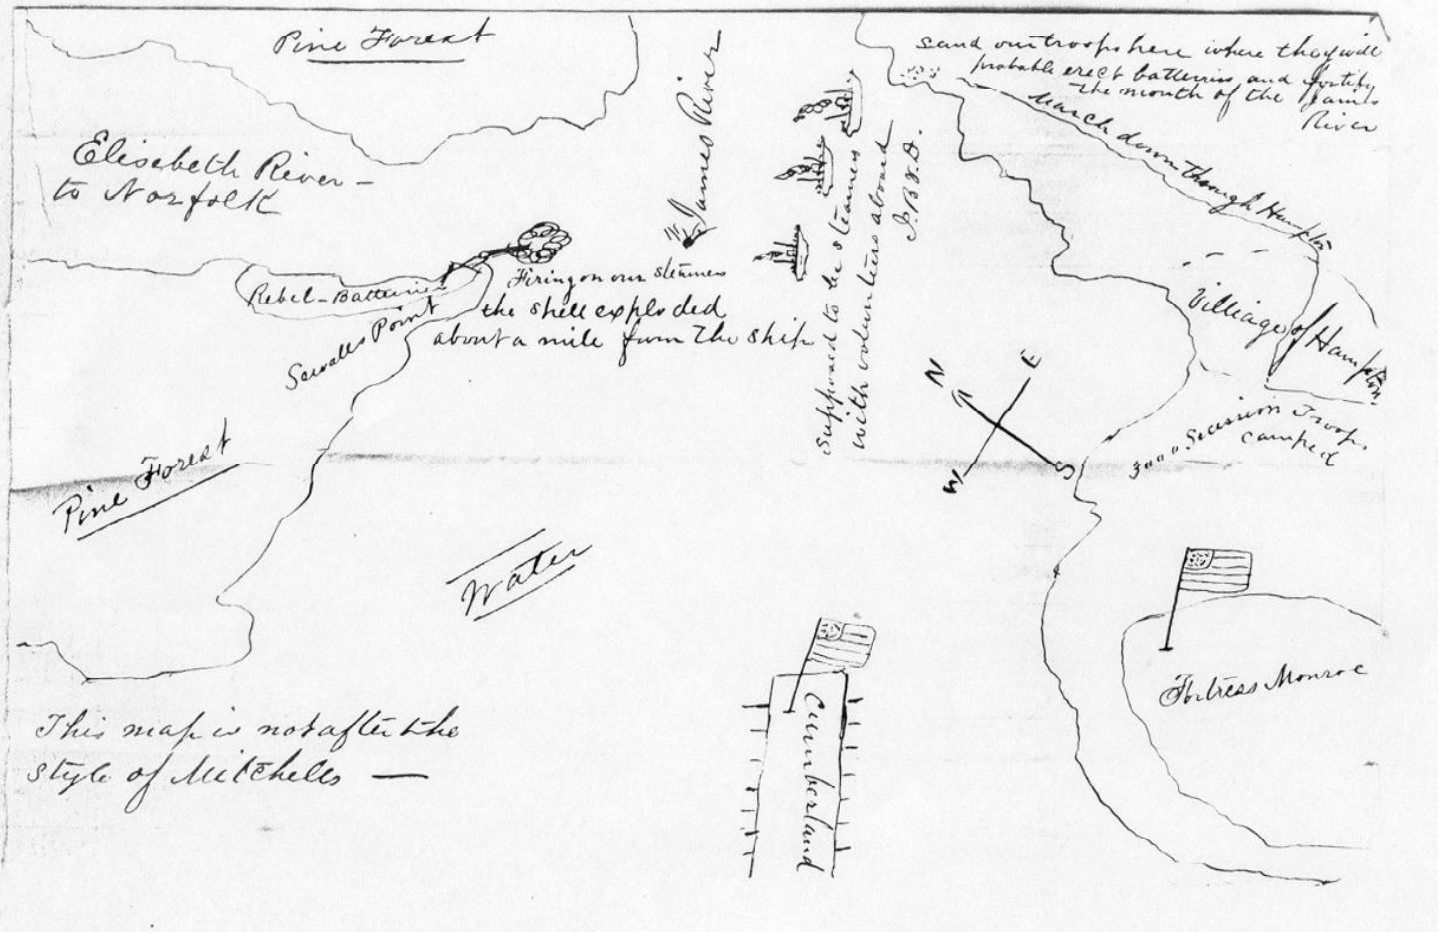 Pine Forest
Elisebeth River -
to Norfolk
James River
Land our troops here where they will
probable erect batteries and fortify
the mouth of the James
River
March down through Hampton
Rebel - Batteries
Sewalls Point
Firing on our steamers
the shell exploded
about a mile from the ship
Supposed to be steamers
with volunteers aboard
J.B.D.
Villiage of Hampton
N
E
W
S
3000 Secession Troops
camped
Pine Forest
Water
Fortress Monroe
Cumberland
This map is not after the
style of Mitchells —